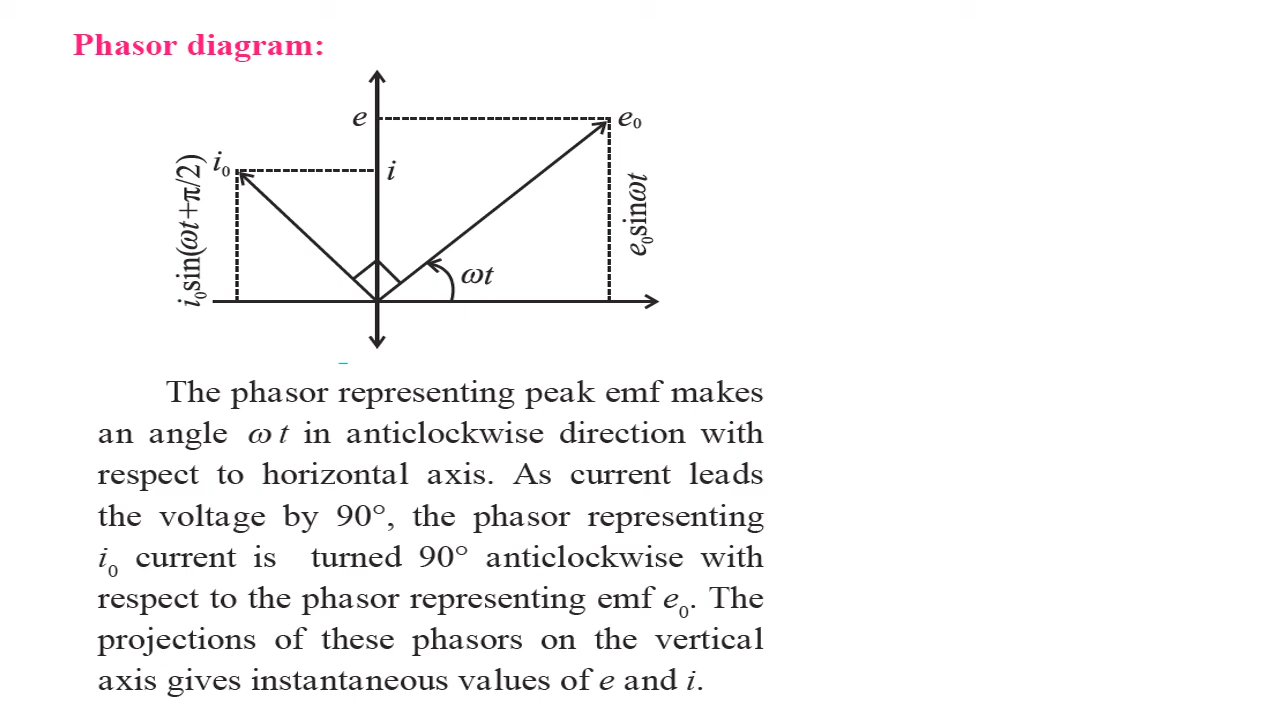 Phasor diagram:
e
e₀
i₀
i
i₀sin(ωt+π/2)
e₀sinωt
ωt
The phasor representing peak emf makes
an angle ω t in anticlockwise direction with
respect to horizontal axis. As current leads
the voltage by 90°, the phasor representing
i₀ current is turned 90° anticlockwise with
respect to the phasor representing emf e₀. The
projections of these phasors on the vertical
axis gives instantaneous values of e and i.